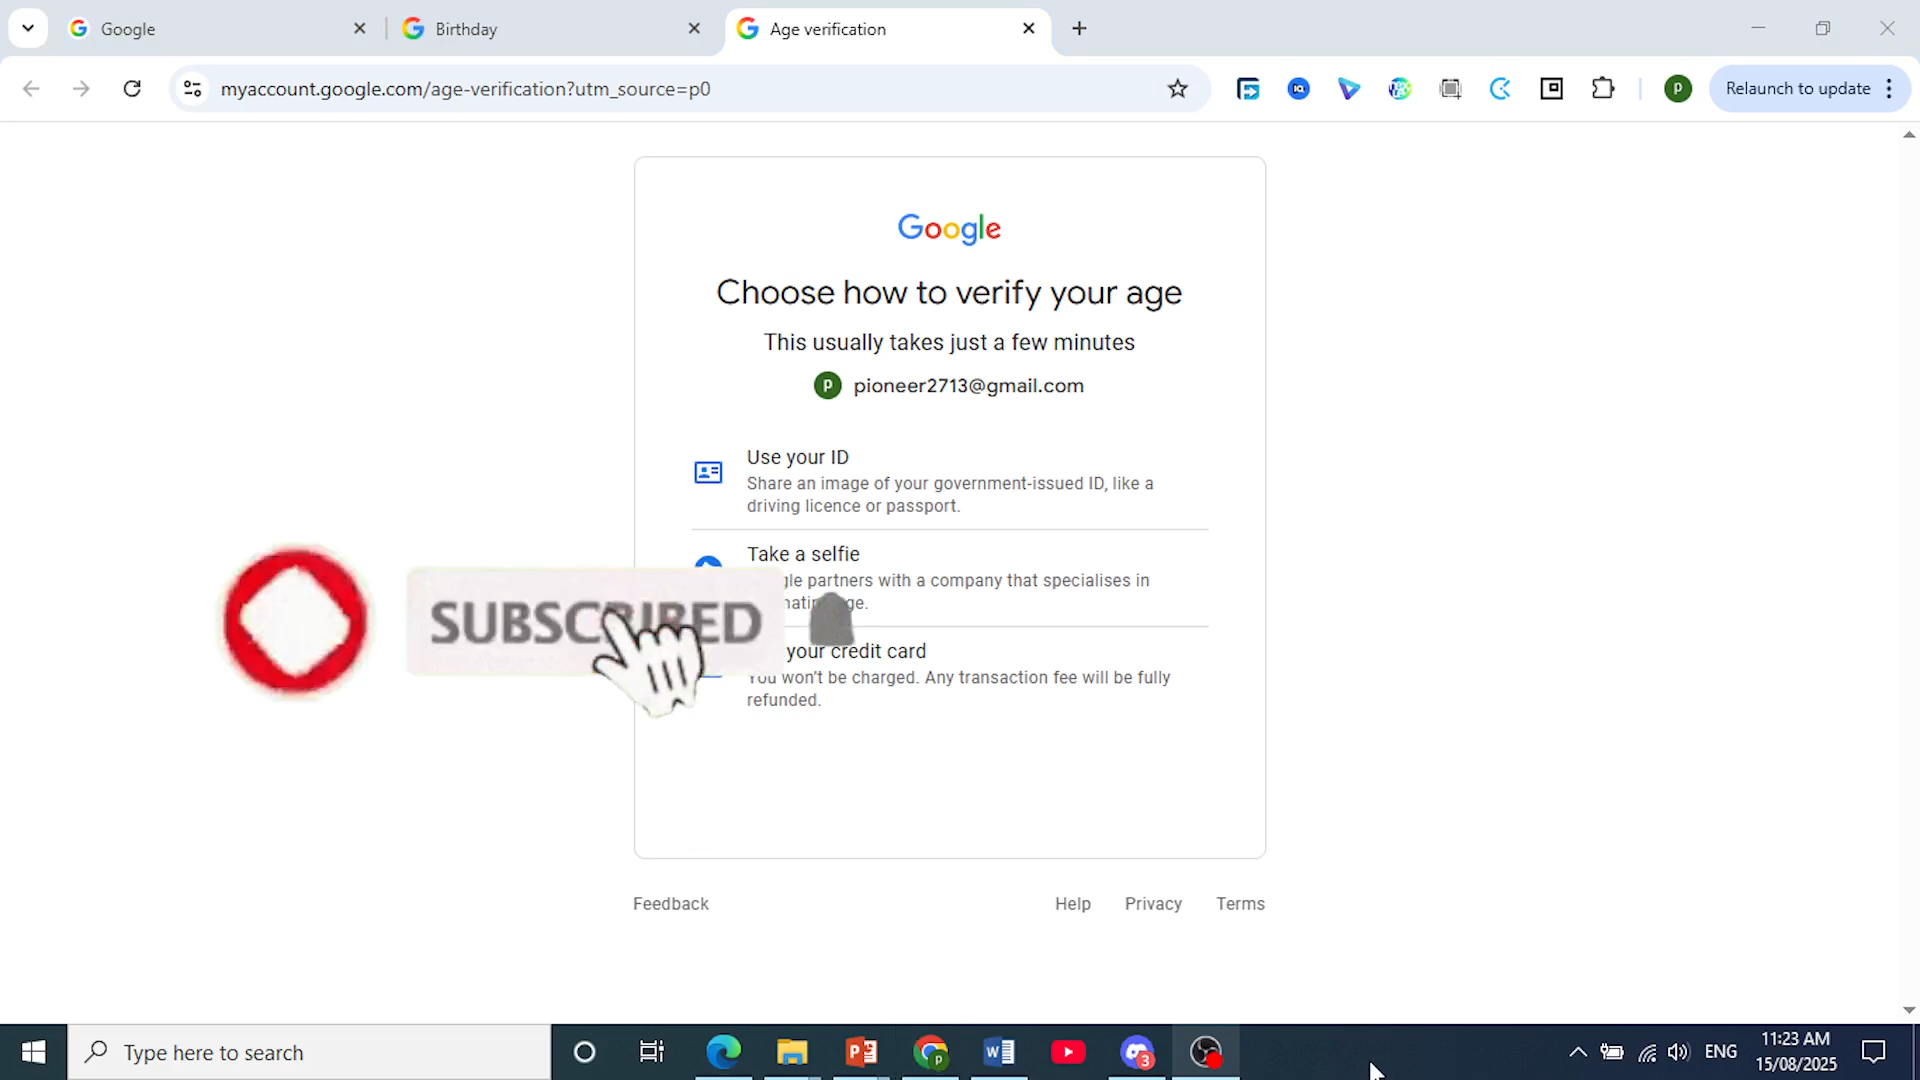 Google
Birthday
Age verification
myaccount.google.com/age-verification?utm_source=p0
P
Relaunch to update
Google
Choose how to verify your age
This usually takes just a few minutes
P
pioneer2713@gmail.com
Use your ID
Share an image of your government-issued ID, like a
driving licence or passport.
Take a selfie
partners with a company that specialises in
SUBSCRIBED
your credit card
You won't be charged. Any transaction fee will be fully
refunded.
Feedback
Help
Privacy
Terms
Type here to search
3
ENG
11:23 AM
15/08/2025